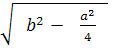 √(b² − a²/4)